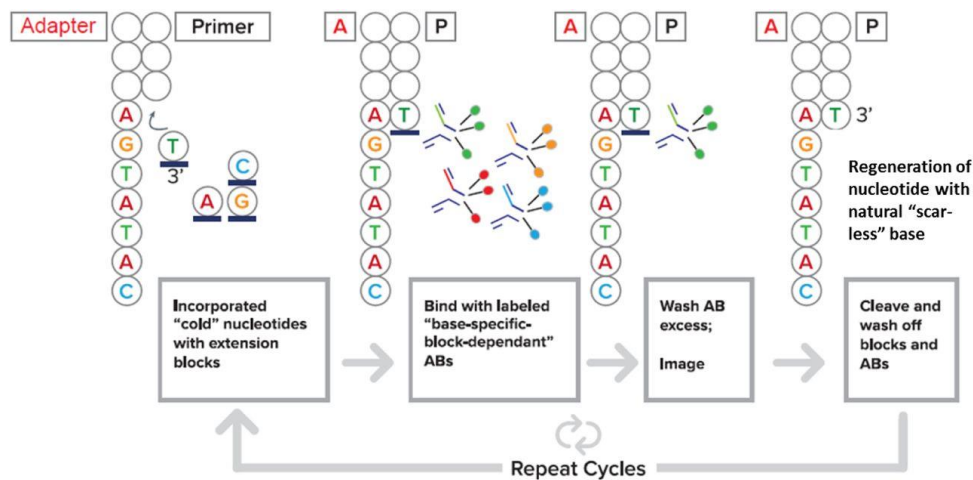 Adapter
Primer
A
P
A
P
A
P
A
G
T
A
T
A
C
T
3'
C
A
G
A
T
G
T
A
T
A
C
A
T
G
T
A
T
A
C
A
T
3'
G
T
A
T
A
C
Regeneration of
nucleotide with
natural "scar-
less" base
Incorporated
"cold" nucleotides
with extension
blocks
Bind with labeled
"base-specific-
block-dependant"
ABs
Wash AB
excess;
Image
Cleave and
wash off
blocks and
ABs
Repeat Cycles